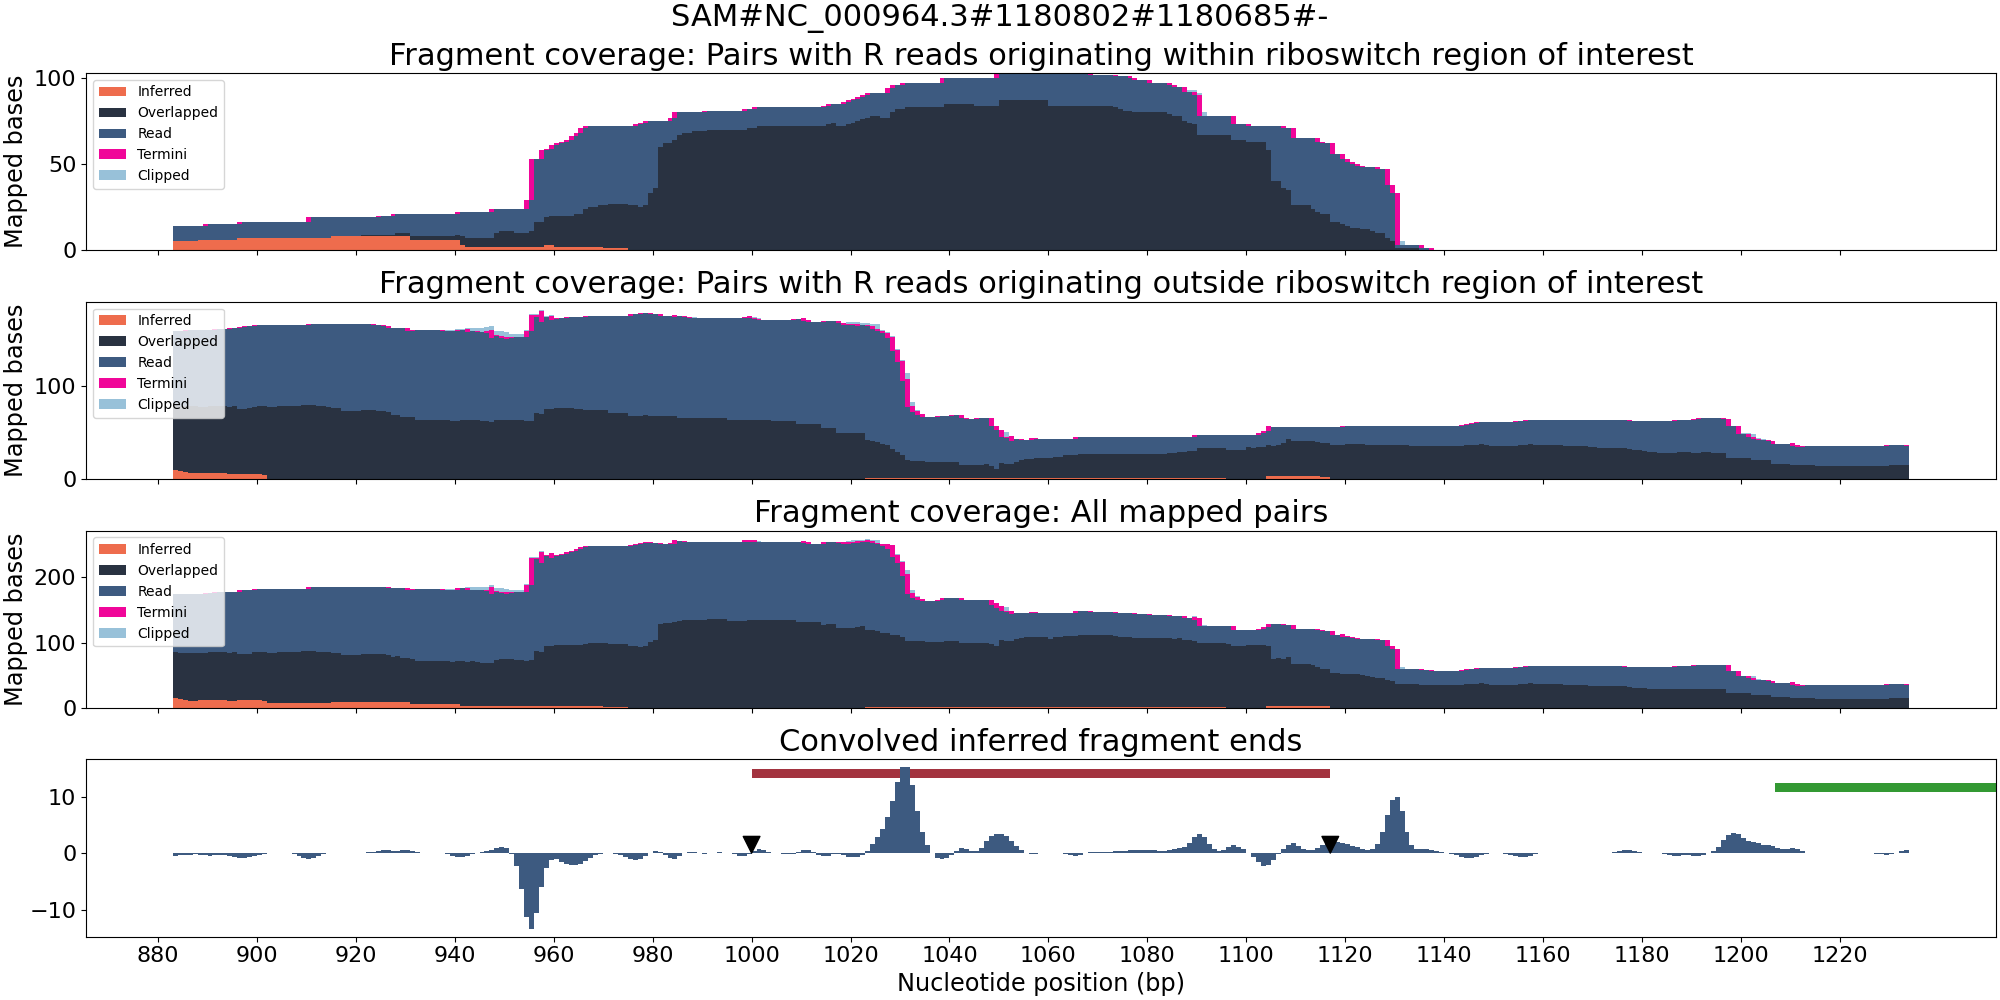 SAM#NC_000964.3#1180802#1180685#-
Fragment coverage: Pairs with R reads originating within riboswitch region of interest
Mapped bases
100
50
0
Inferred
Overlapped
Read
Termini
Clipped
Fragment coverage: Pairs with R reads originating outside riboswitch region of interest
Mapped bases
100
0
Inferred
Overlapped
Read
Termini
Clipped
Fragment coverage: All mapped pairs
Mapped bases
200
100
0
Inferred
Overlapped
Read
Termini
Clipped
Convolved inferred fragment ends
10
0
−10
880 900 920 940 960 980 1000 1020 1040 1060 1080 1100 1120 1140 1160 1180 1200 1220
Nucleotide position (bp)